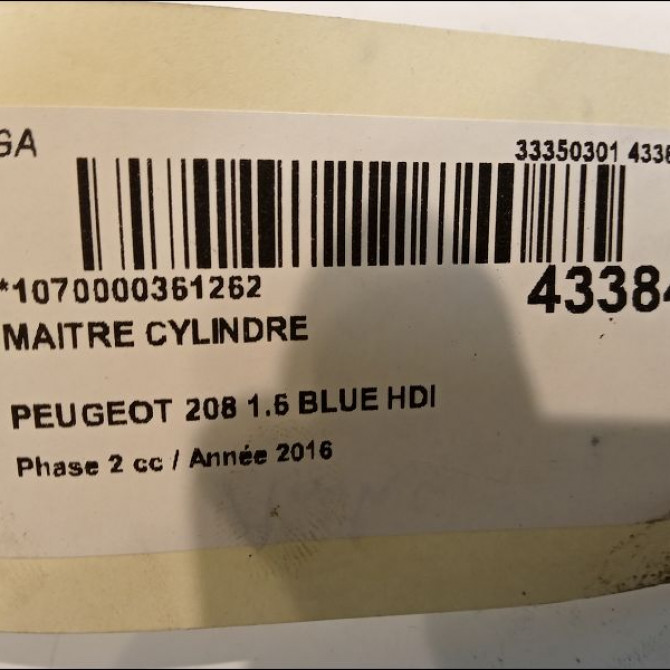 GA
33350301 4338
*1070000361262
43384
MAITRE CYLINDRE
PEUGEOT 208 1.6 BLUE HDI
Phase 2 cc / Année 2016